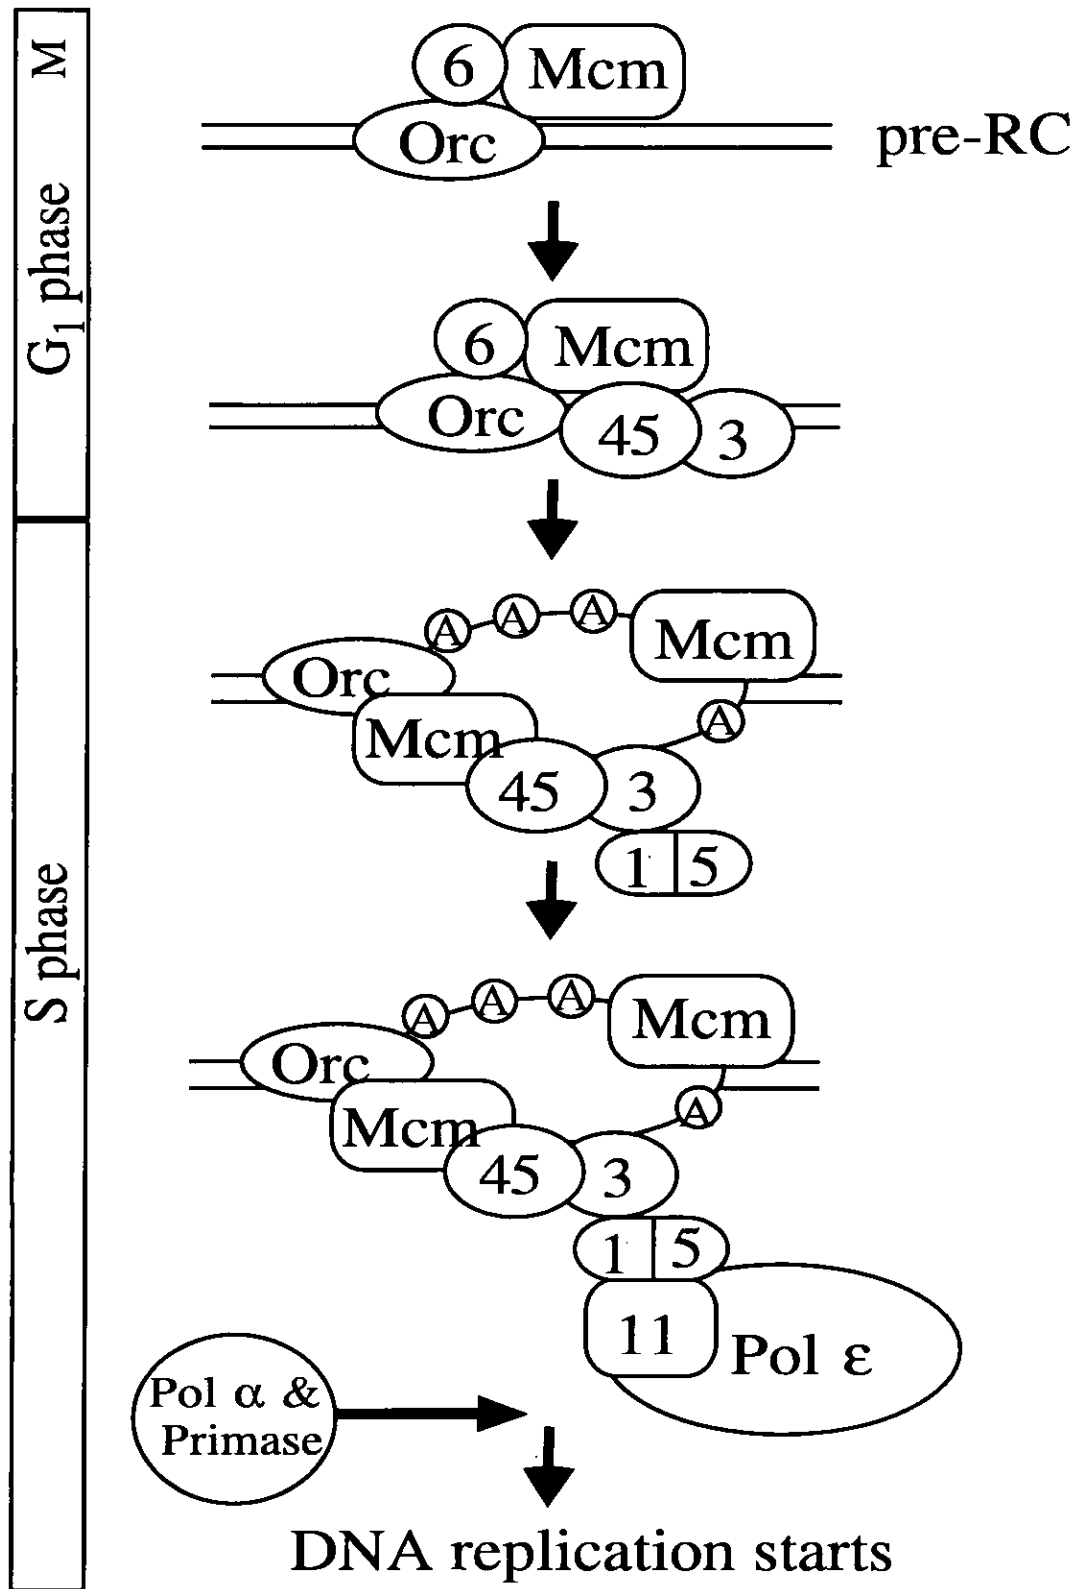 M
G₁ phase
S phase
6
Mcm
Orc
pre-RC
6
Mcm
Orc
45
3
A
A
A
Mcm
Orc
A
Mcm
45
3
1
5
A
A
A
Mcm
Orc
A
Mcm
45
3
1
5
11
Pol ε
Pol α &
Primase
DNA replication starts